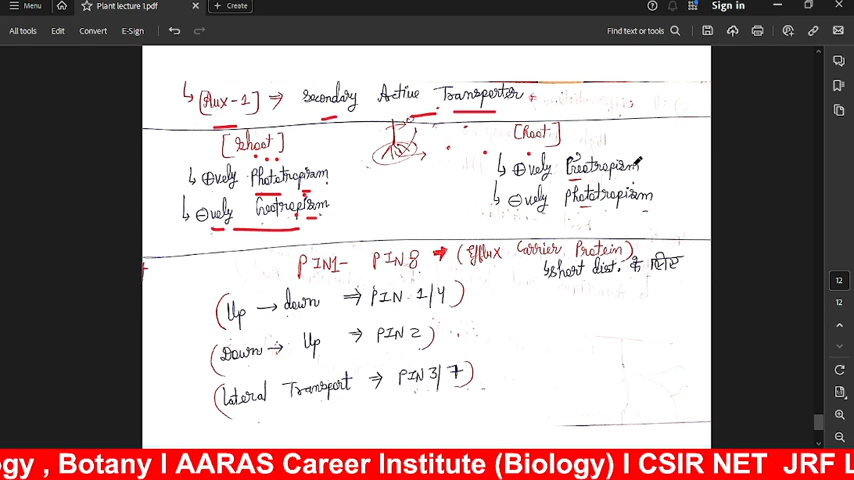 Menu Plant lecture 1.pdf Create Sign in
All tools Edit Convert E-Sign Find text or tools
[Aux-1] ⇒ Secondary Active Transporter
[Shoot] [Root]
↳ ⊕vely Phototropism ↳ ⊕vely Geotropism
↳ ⊖vely Geotropism ↳ ⊖vely Phototropism
PIN1- PIN8 → (Efflux Carrier Protein)
↳ short dist. के लिए
(Up → down ⇒ PIN 1/4)
(Down → Up ⇒ PIN 2)
(lateral Transport ⇒ PIN 3/7)
12
12
ogy , Botany I AARAS Career Institute (Biology) I CSIR NET JRF L